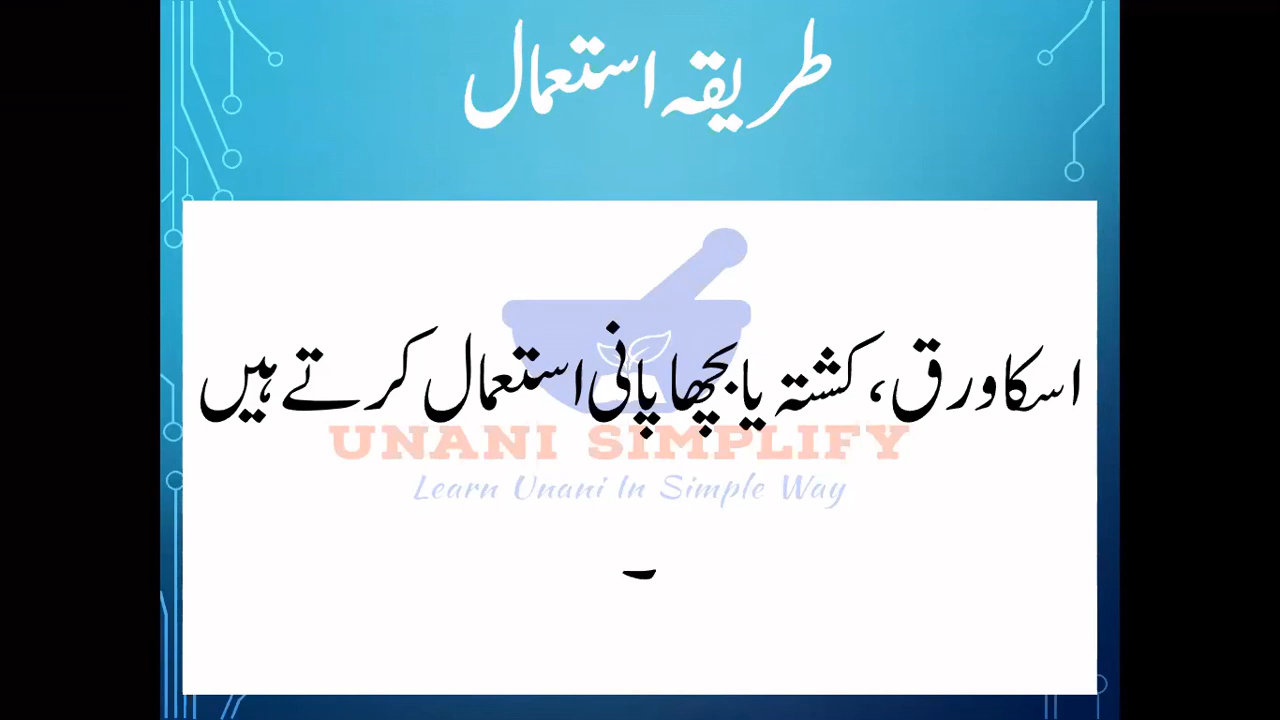 طریقہ استعمال
اسکا ورق، کشتہ یا بجھا پانی استعمال کرتے ہیں
۔
UNANI SIMPLIFY
Learn Unani In Simple Way